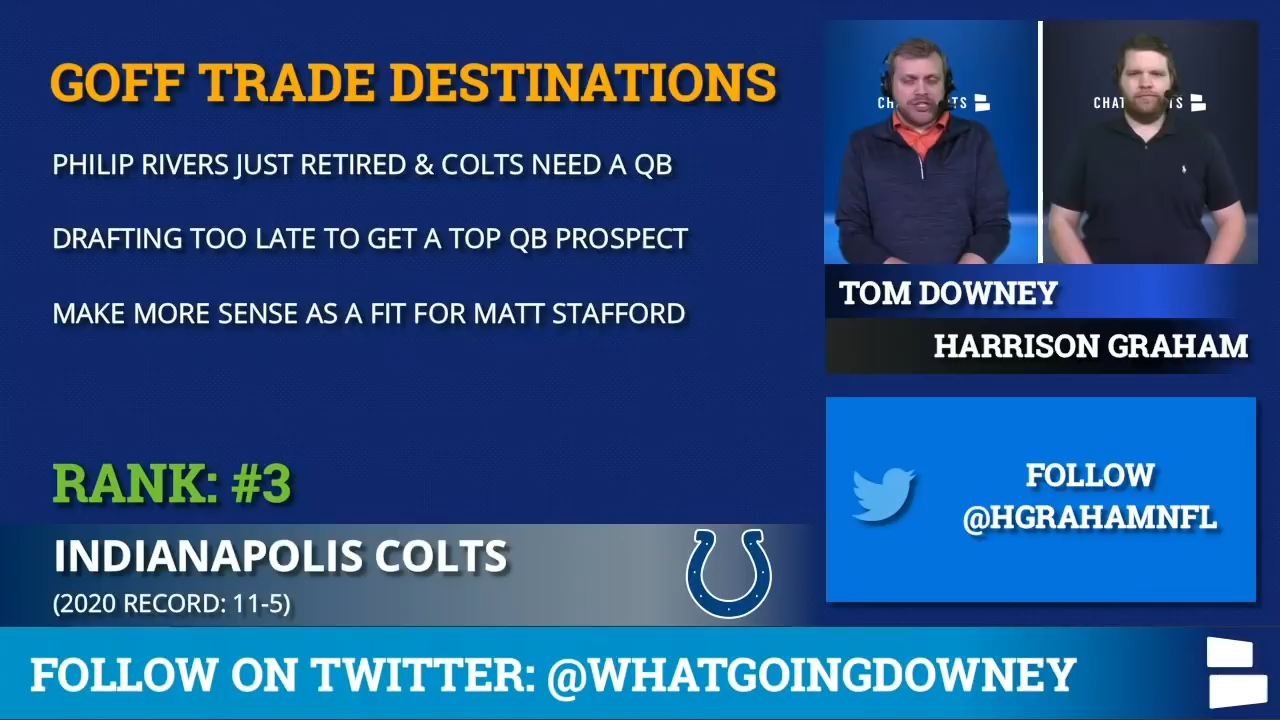 GOFF TRADE DESTINATIONS
PHILIP RIVERS JUST RETIRED & COLTS NEED A QB
DRAFTING TOO LATE TO GET A TOP QB PROSPECT
MAKE MORE SENSE AS A FIT FOR MATT STAFFORD
RANK: #3
INDIANAPOLIS COLTS
(2020 RECORD: 11-5)
TOM DOWNEY
HARRISON GRAHAM
FOLLOW
@HGRAHAMNFL
FOLLOW ON TWITTER: @WHATGOINGDOWNEY